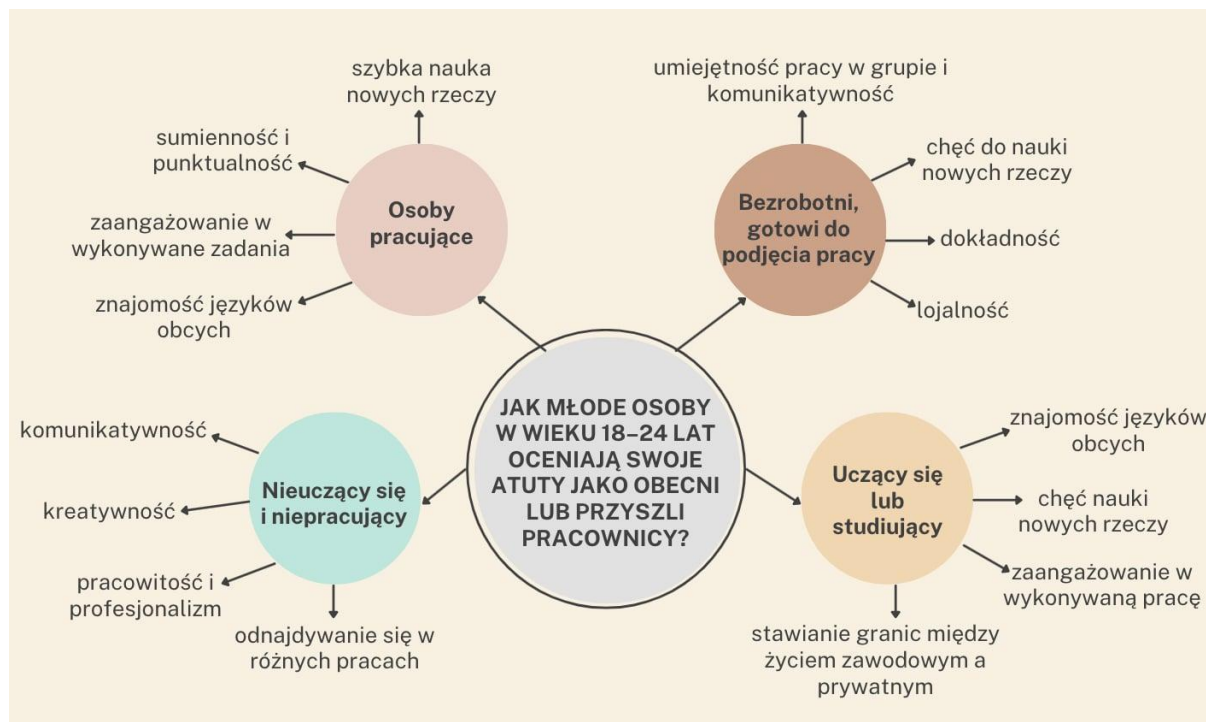 szybka nauka
nowych rzeczy
sumienność i
punktualność
zaangażowanie w
wykonywane zadania
znajomość języków
obcych
Osoby
pracujące
umiejętność pracy w grupie i
komunikatywność
chęć do nauki
nowych rzeczy
dokładność
lojalność
Bezrobotni,
gotowi do
podjęcia pracy
JAK MŁODE OSOBY
W WIEKU 18–24 LAT
OCENIAJĄ SWOJE
ATUTY JAKO OBECNI
LUB PRZYSZLI
PRACOWNICY?
komunikatywność
kreatywność
pracowitość i
profesjonalizm
odnajdywanie się w
różnych pracach
Nieuczący się
i niepracujący
Uczący się
lub
studiujący
znajomość języków
obcych
chęć nauki
nowych rzeczy
zaangażowanie w
wykonywaną pracę
stawianie granic między
życiem zawodowym a
prywatnym